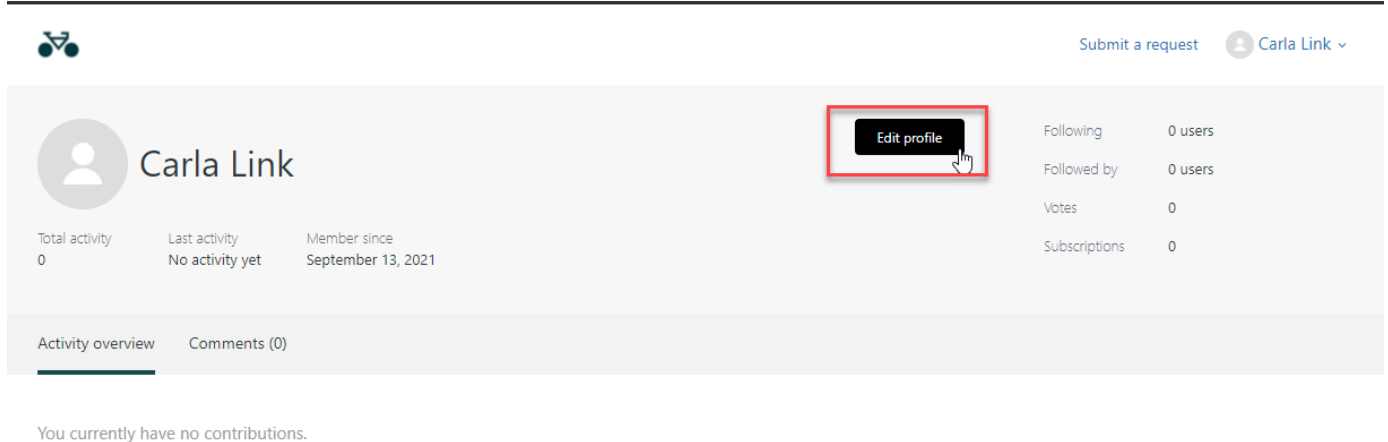 Submit a request
Carla Link
Carla Link
Edit profile
Total activity
0
Last activity
No activity yet
Member since
September 13, 2021
Following 0 users
Followed by 0 users
Votes 0
Subscriptions 0
Activity overview
Comments (0)
You currently have no contributions.